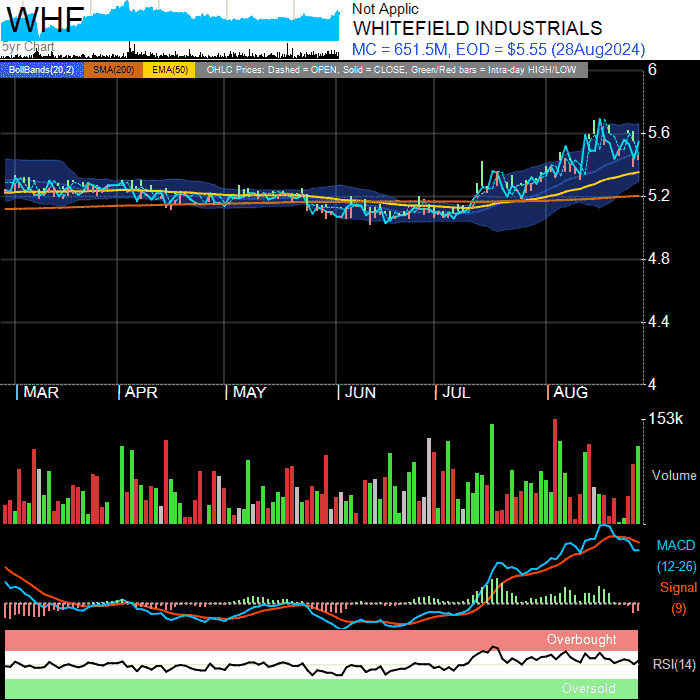 WHF
5yr Chart
Not Applic
WHITEFIELD INDUSTRIALS
MC = 651.5M, EOD = $5.55 (28Aug2024)
BollBands(20,2) SMA(200) EMA(50) OHLC Prices: Dashed = OPEN, Solid = CLOSE, Green/Red bars = Intra-day HIGH/LOW
6
5.6
5.2
4.8
4.4
4
MAR APR MAY JUN JUL AUG
153k
Volume
MACD
(12-26)
Signal
(9)
Overbought
RSI(14)
Oversold